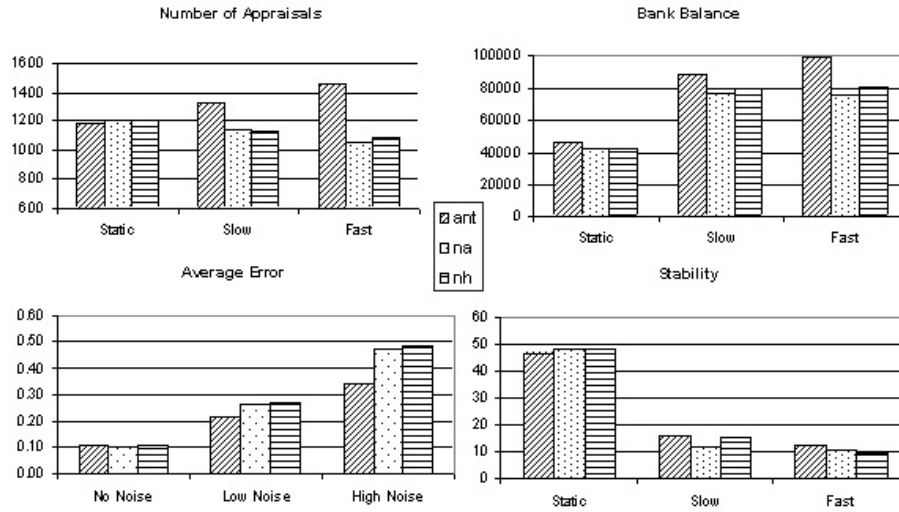 Number of Appraisals
1600
1400
1200
1000
800
600
Static Slow Fast
Bank Balance
100000
80000
60000
40000
20000
0
Static Slow Fast
ant
na
nh
Average Error
0.60
0.50
0.40
0.30
0.20
0.10
0.00
No Noise Low Noise High Noise
Stability
60
50
40
30
20
10
0
Static Slow Fast